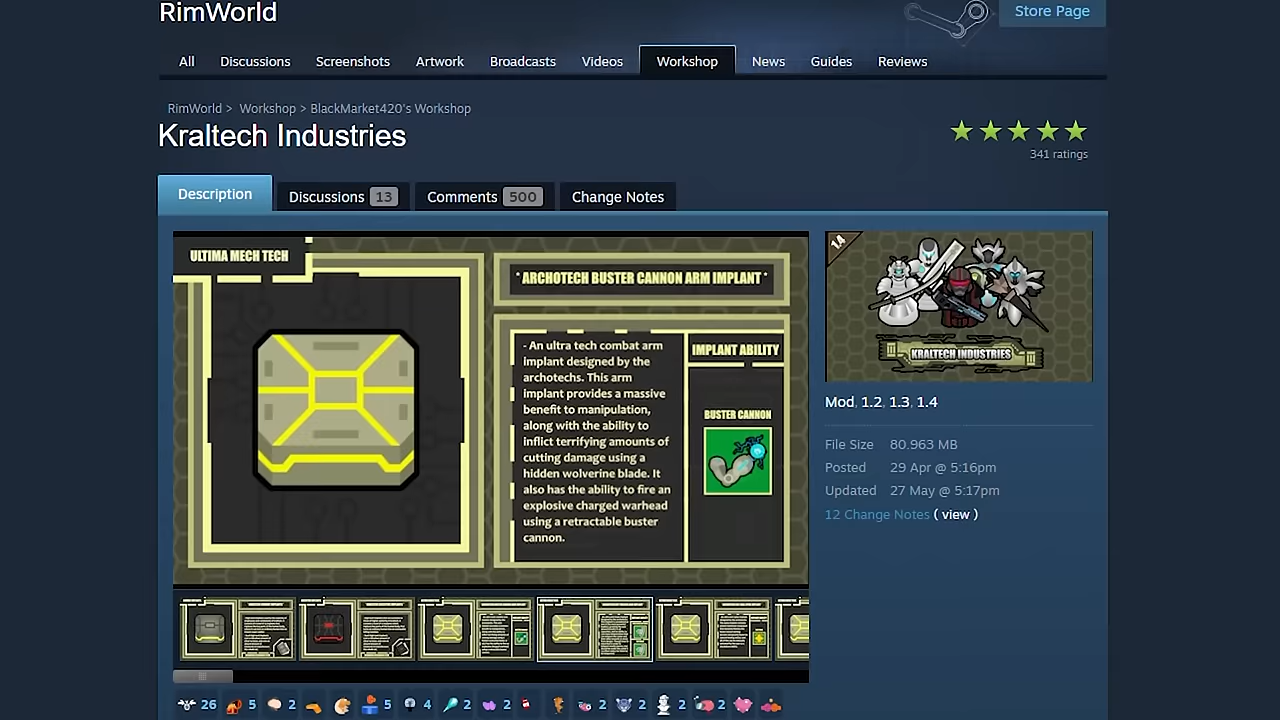 RimWorld
Store Page
All Discussions Screenshots Artwork Broadcasts Videos Workshop News Guides Reviews
RimWorld > Workshop > BlackMarket420's Workshop
Kraltech Industries
341 ratings
Description Discussions 13 Comments 500 Change Notes
ULTIMA MECH TECH
* ARCHOTECH BUSTER CANNON ARM IMPLANT *
- An ultra tech combat arm
implant designed by the
archotechs. This arm
implant provides a massive
benefit to manipulation,
along with the ability to
inflict terrifying amounts of
cutting damage using a
hidden wolverine blade. It
also has the ability to fire an
explosive charged warhead
using a retractable buster
cannon.
IMPLANT ABILITY
BUSTER CANNON
1.4
KRALTECH INDUSTRIES
Mod, 1.2, 1.3, 1.4
File Size 80.963 MB
Posted 29 Apr @ 5:16pm
Updated 27 May @ 5:17pm
12 Change Notes ( view )
26 5 2 5 4 2 2 2 2 2 2